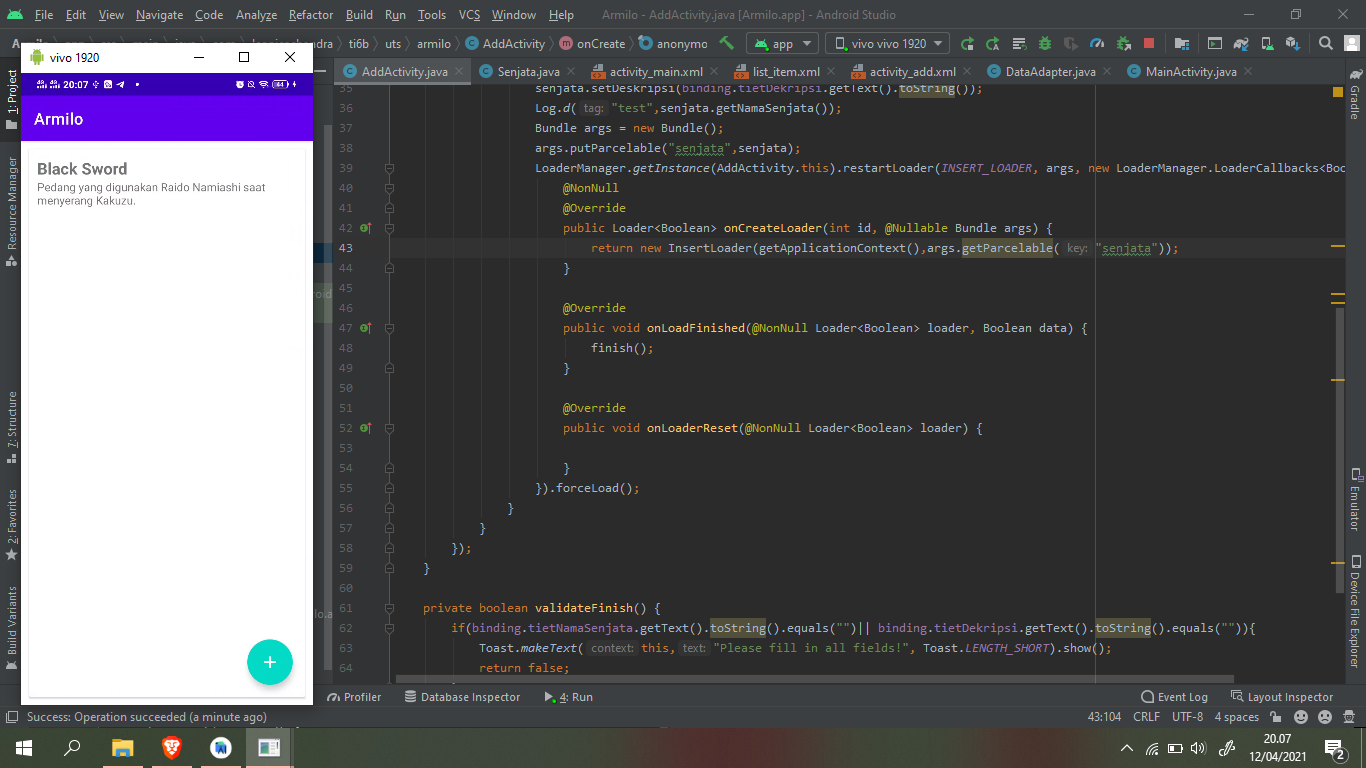 File Edit View Navigate Code Analyze Refactor Build Run Tools VCS Window Help Armilo - AddActivity.java [Armilo.app] - Android Studio
ti6b uts armilo AddActivity onCreate anonymo app vivo vivo 1920
AddActivity.java Senjata.java activity_main.xml list_item.xml activity_add.xml DataAdapter.java MainActivity.java
vivo 1920
20:07 84
Armilo
Black Sword
Pedang yang digunakan Raido Namiashi saat
menyerang Kakuzu.
1: Project
Resource Manager
7: Structure
2: Favorites
Build Variants
35 senjata.setDeskripsi(binding.tietDekripsi.getText().toString());
36 Log.d( tag: "test",senjata.getNamaSenjata());
37 Bundle args = new Bundle();
38 args.putParcelable("senjata",senjata);
39 LoaderManager.getInstance(AddActivity.this).restartLoader(INSERT_LOADER, args, new LoaderManager.LoaderCallbacks<Boo
40 @NonNull
41 @Override
42 public Loader<Boolean> onCreateLoader(int id, @Nullable Bundle args) {
43 return new InsertLoader(getApplicationContext(),args.getParcelable( key: "senjata"));
44 }
45
46 @Override
47 public void onLoadFinished(@NonNull Loader<Boolean> loader, Boolean data) {
48 finish();
49 }
50
51 @Override
52 public void onLoaderReset(@NonNull Loader<Boolean> loader) {
53
54 }
55 }).forceLoad();
56 }
57 }
58 });
59 }
60
61 private boolean validateFinish() {
62 if(binding.tietNamaSenjata.getText().toString().equals("")|| binding.tietDekripsi.getText().toString().equals("")){
63 Toast.makeText( context: this, text: "Please fill in all fields!", Toast.LENGTH_SHORT).show();
64 return false;
Gradle
Emulator
Device File Explorer
Profiler Database Inspector 4: Run Event Log Layout Inspector
Success: Operation succeeded (a minute ago) 43:104 CRLF UTF-8 4 spaces
20.07
12/04/2021
2